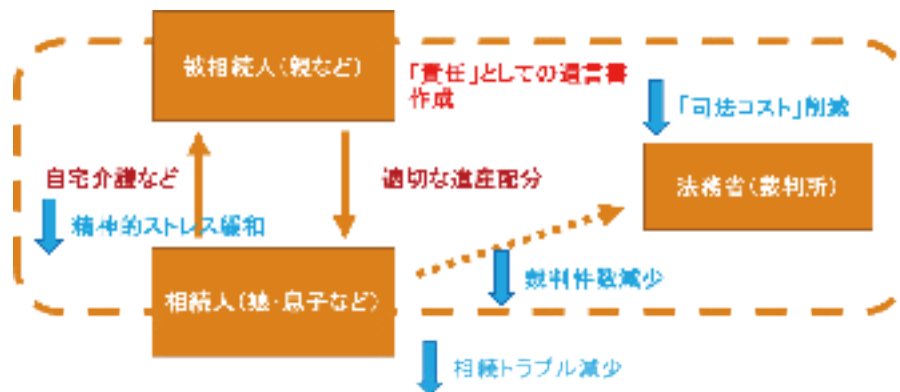 被相続人(親など)
「責任」としての遺言書
作成
「司法コスト」削減
自宅介護など
適切な遺産配分
法務省(裁判所)
精神的ストレス緩和
相続人(娘・息子など)
裁判件数減少
相続トラブル減少